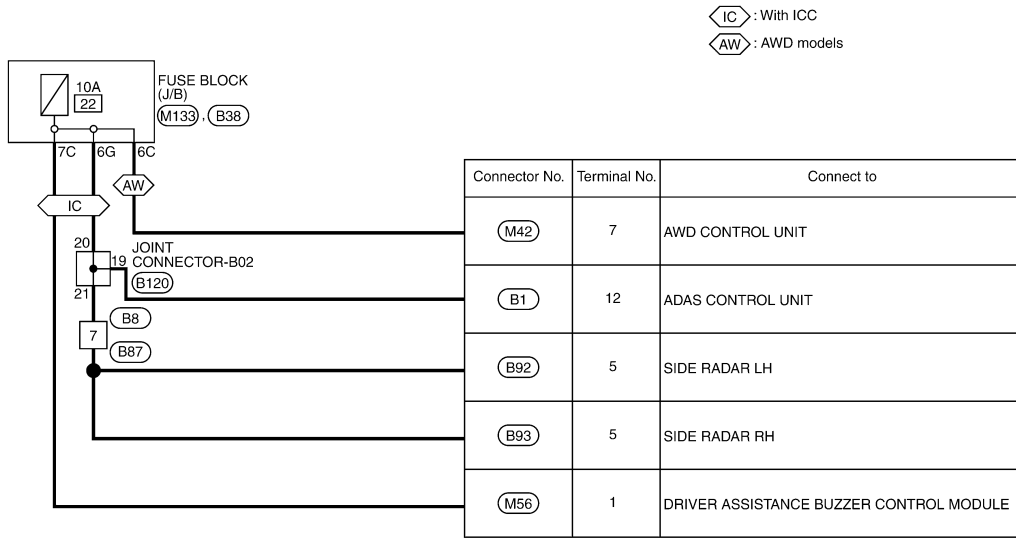 IC : With ICC
AW : AWD models
10A
22
FUSE BLOCK
(J/B)
M133 , B38
7C 6G 6C
AW
IC
20
19
JOINT
CONNECTOR-B02
B120
21
B8
7
B87
Connector No. Terminal No. Connect to
M42 7 AWD CONTROL UNIT
B1 12 ADAS CONTROL UNIT
B92 5 SIDE RADAR LH
B93 5 SIDE RADAR RH
M56 1 DRIVER ASSISTANCE BUZZER CONTROL MODULE